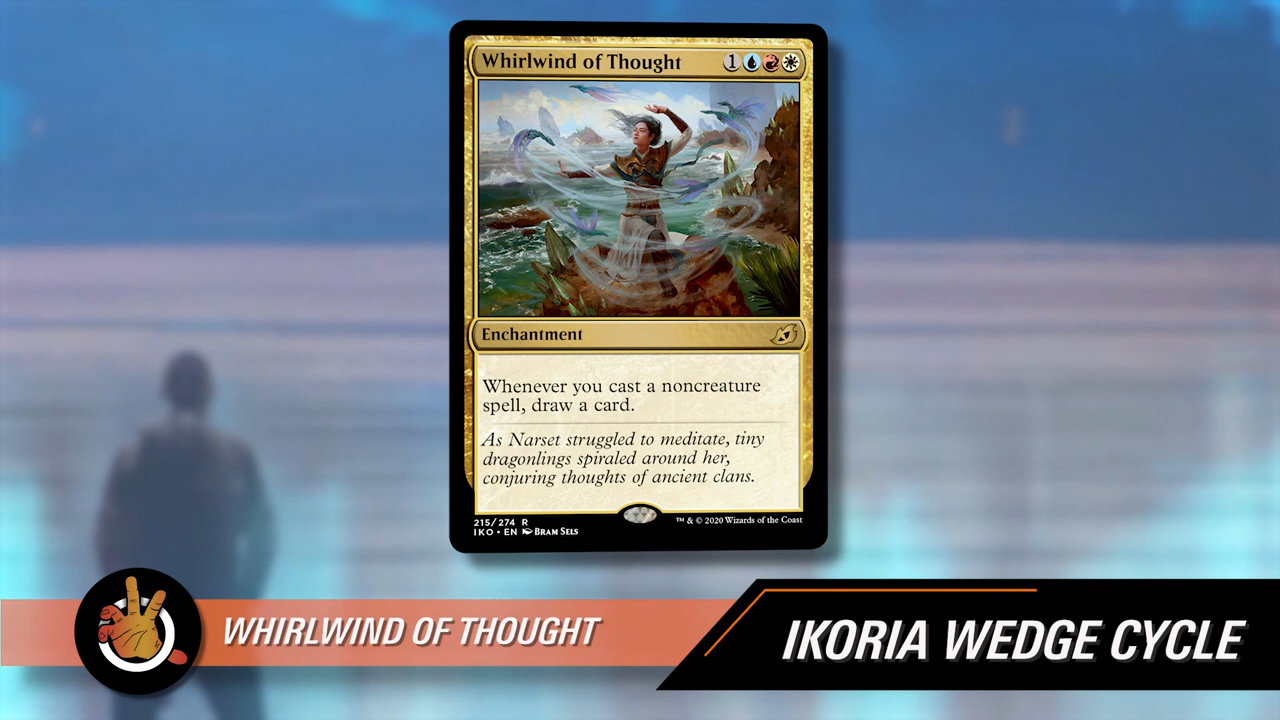 Whirlwind of Thought 1
Enchantment
Whenever you cast a noncreature
spell, draw a card.
As Narset struggled to meditate, tiny
dragonlings spiraled around her,
conjuring thoughts of ancient clans.
215/274 R
IKO • EN Bram Sels
™ & © 2020 Wizards of the Coast
WHIRLWIND OF THOUGHT
IKORIA WEDGE CYCLE